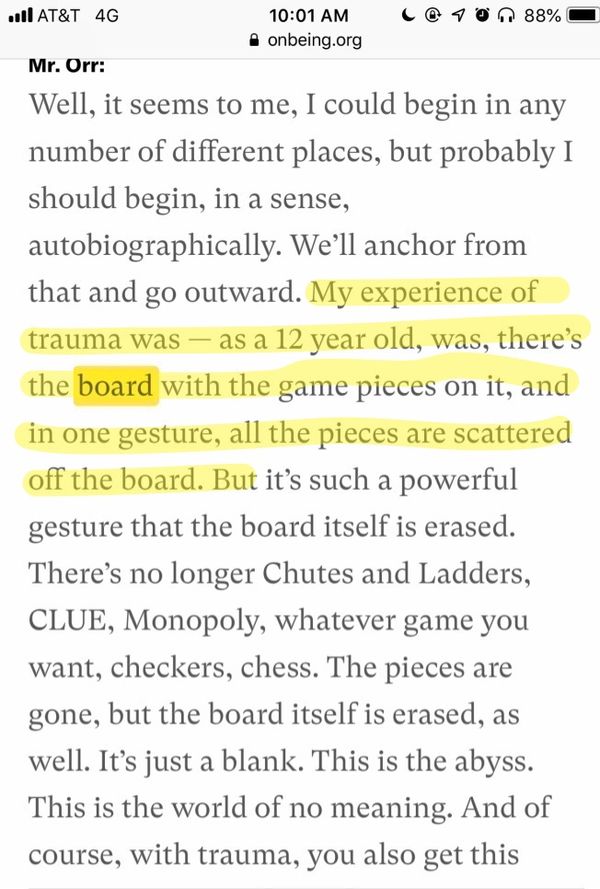 AT&T 4G 10:01 AM 88%
onbeing.org
Mr. Orr:
Well, it seems to me, I could begin in any
number of different places, but probably I
should begin, in a sense,
autobiographically. We’ll anchor from
that and go outward. My experience of
trauma was — as a 12 year old, was, there’s
the board with the game pieces on it, and
in one gesture, all the pieces are scattered
off the board. But it’s such a powerful
gesture that the board itself is erased.
There’s no longer Chutes and Ladders,
CLUE, Monopoly, whatever game you
want, checkers, chess. The pieces are
gone, but the board itself is erased, as
well. It’s just a blank. This is the abyss.
This is the world of no meaning. And of
course, with trauma, you also get this